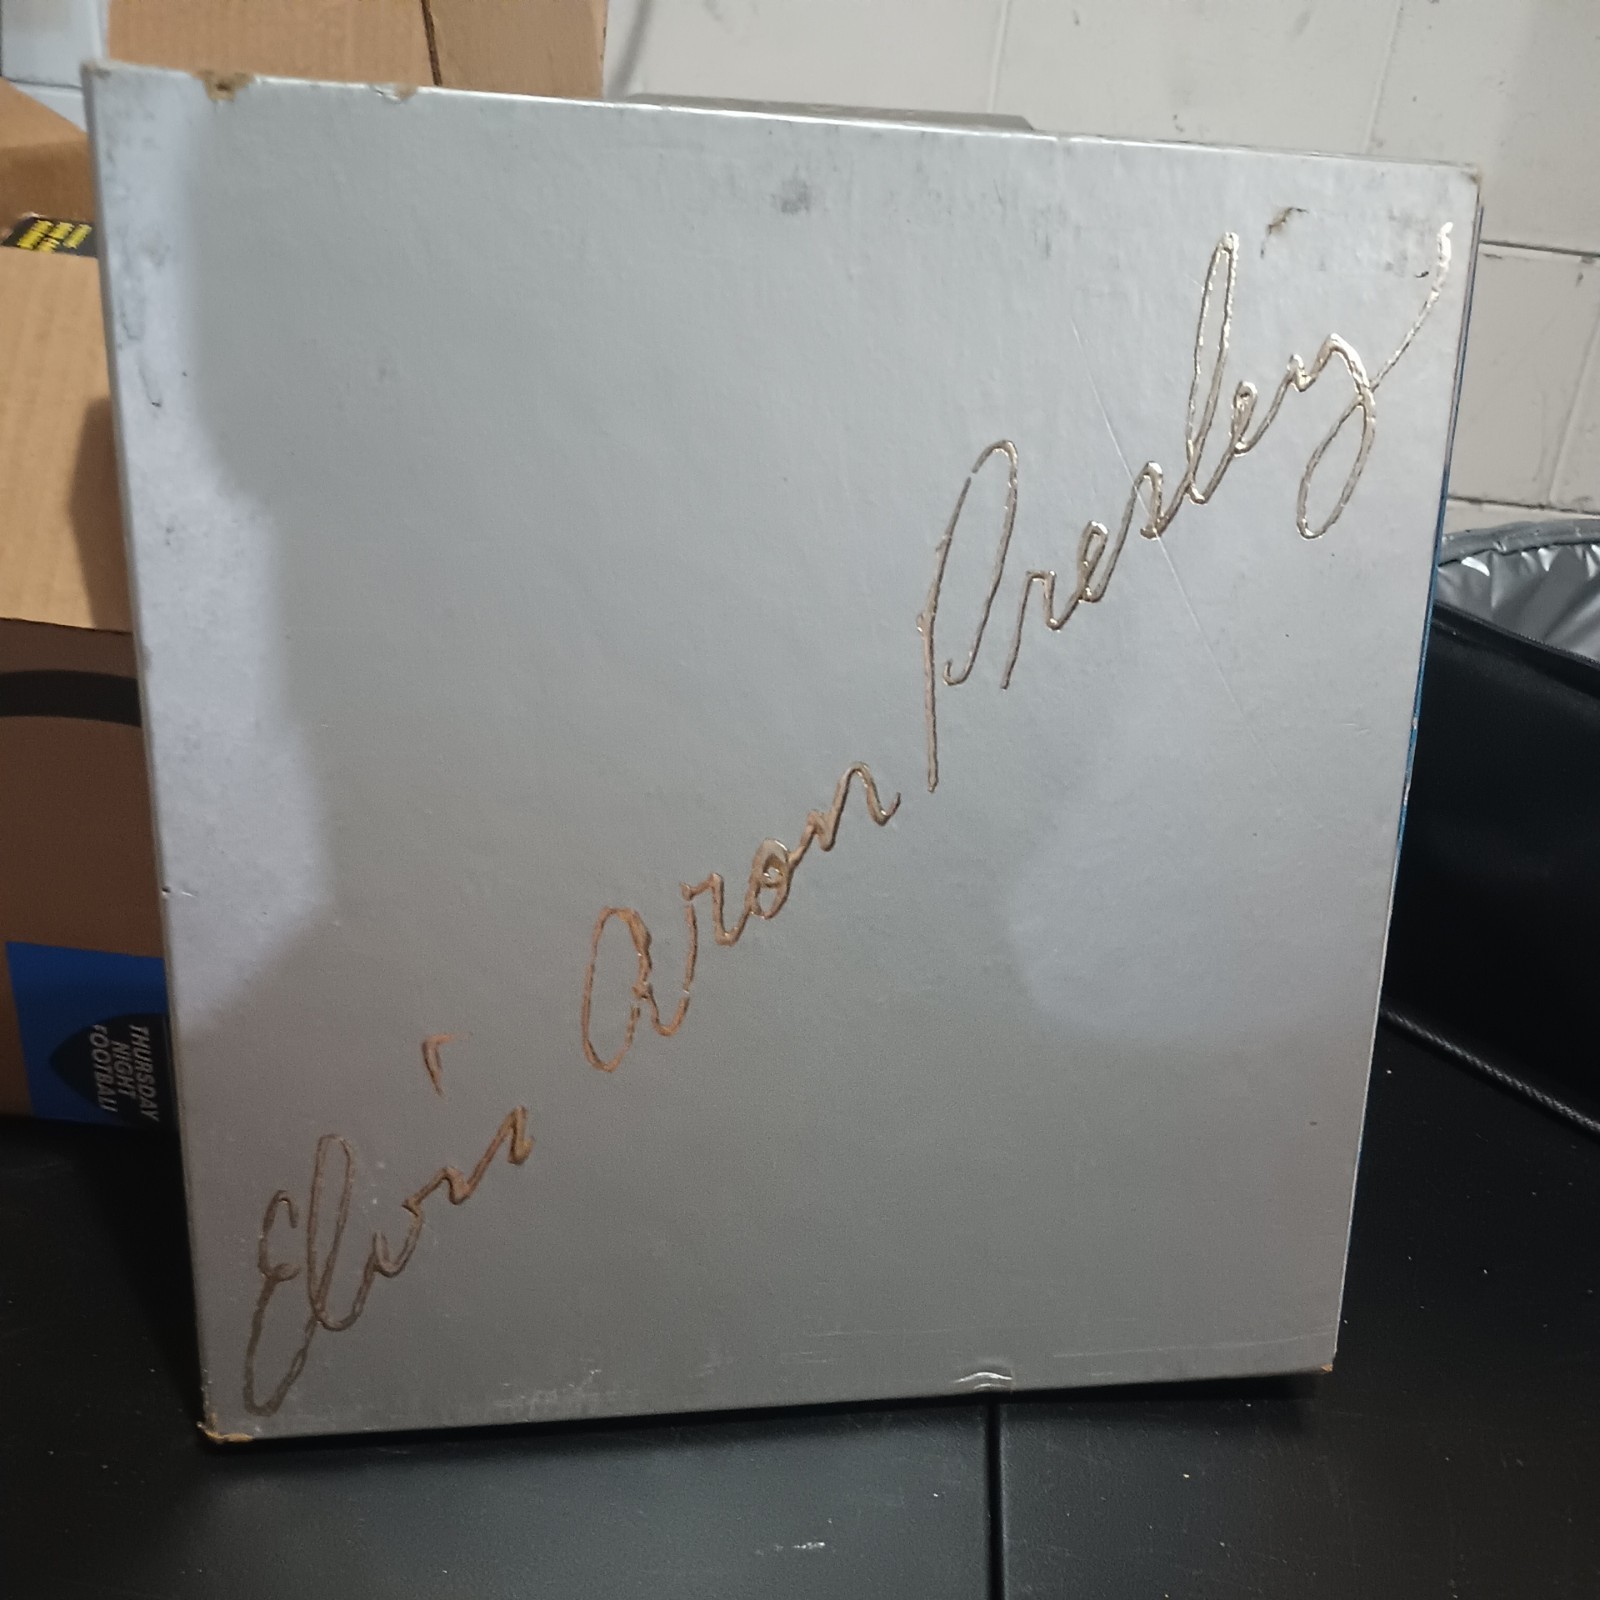 Elvis Aron Presley
THURSDAY
NIGHT
FOOTBALL